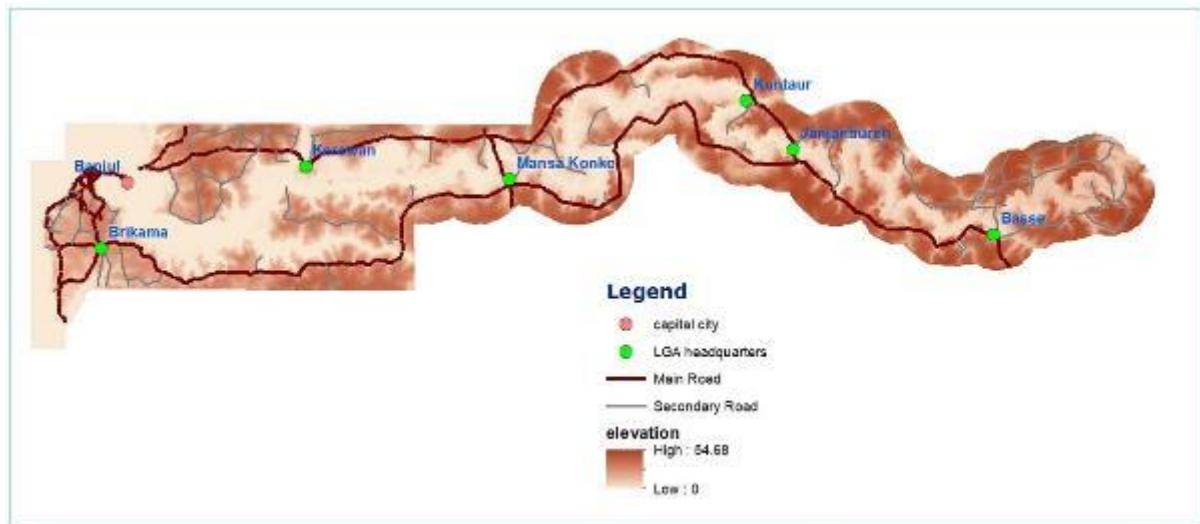 Kuntaur
Janjanbureh
Banjul
Kerewan
Mansa Konko
Basse
Brikama
Legend
capital city
LGA headquarters
Main Road
Secondary Road
elevation
High : 54.68
Low : 0